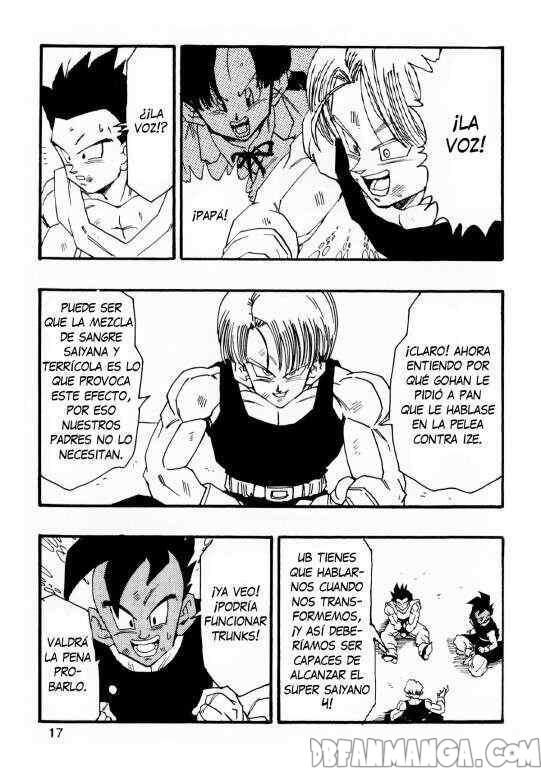 ¡LA
VOZ!
¡PAPÁ!
¿¡LA
VOZ!?
PUEDE SER
QUE LA MEZCLA
DE SANGRE
SAIYANA Y
TERRÍCOLA ES LO
QUE PROVOCA
ESTE EFECTO,
POR ESO
NUESTROS
PADRES NO LO
NECESITAN.
¡CLARO! AHORA
ENTIENDO POR
QUÉ GOHAN LE
PIDIÓ A PAN
QUE LE HABLASE
EN LA PELEA
CONTRA IZE.
¡YA VEO!
¡PODRÍA
FUNCIONAR
TRUNKS!
VALDRÁ
LA PENA
PRO-
BARLO.
UB TIENES
QUE HABLAR-
NOS CUANDO
NOS TRANS-
FORMEMOS,
¡Y ASÍ DEBE-
RÍAMOS SER
CAPACES DE
ALCANZAR EL
SUPER SAIYANO
4!
17
DBFANMANGA.COM